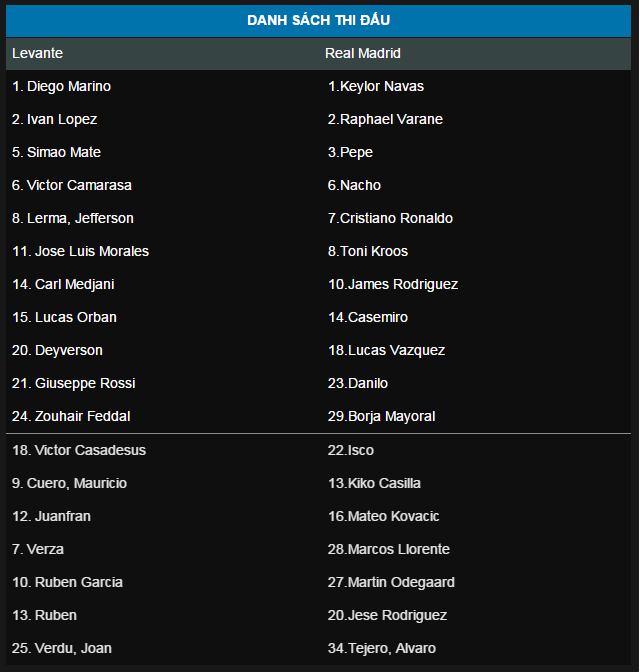 DANH SÁCH THI ĐẤU
Levante Real Madrid
1. Diego Marino 1.Keylor Navas
2. Ivan Lopez 2.Raphael Varane
5. Simao Mate 3.Pepe
6. Victor Camarasa 6.Nacho
8. Lerma, Jefferson 7.Cristiano Ronaldo
11. Jose Luis Morales 8.Toni Kroos
14. Carl Medjani 10.James Rodriguez
15. Lucas Orban 14.Casemiro
20. Deyverson 18.Lucas Vazquez
21. Giuseppe Rossi 23.Danilo
24. Zouhair Feddal 29.Borja Mayoral
18. Victor Casadesus 22.Isco
9. Cuero, Mauricio 13.Kiko Casilla
12. Juanfran 16.Mateo Kovacic
7. Verza 28.Marcos Llorente
10. Ruben Garcia 27.Martin Odegaard
13. Ruben 20.Jese Rodriguez
25. Verdu, Joan 34.Tejero, Alvaro